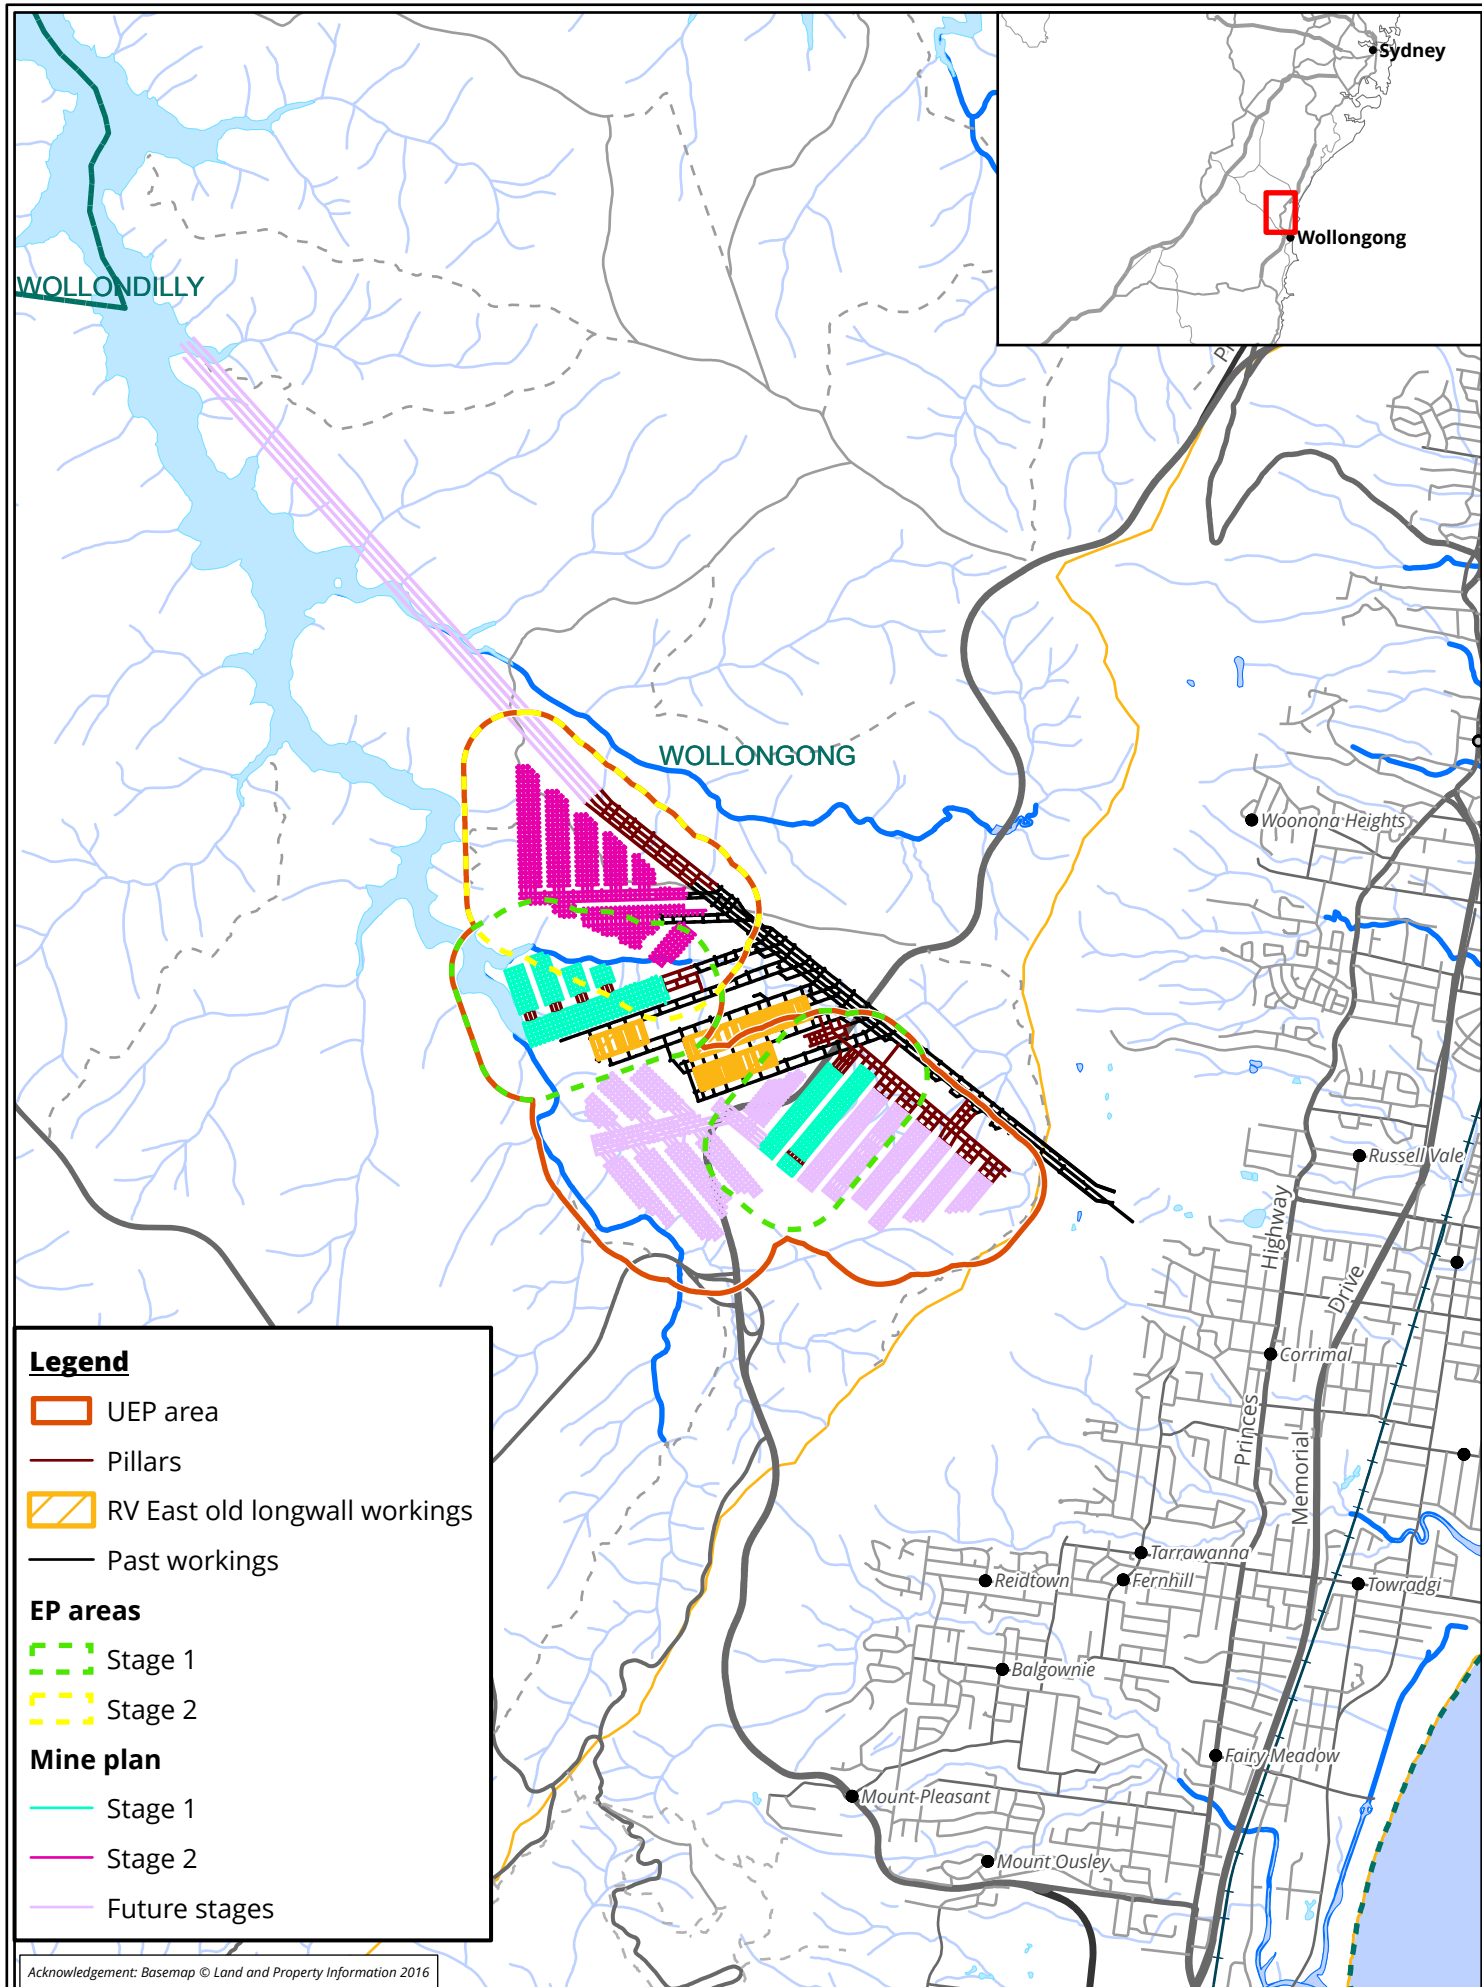 Sydney
Wollongong
WOLLONDILLY
WOLLONGONG
Woonona Heights
Russell Vale
Highway
Drive
Corrimal
Princes
Memorial
Tarrawanna
Reidtown
Fernhill
Towradgi
Balgownie
Fairy Meadow
Mount Pleasant
Mount Ousley
Legend
UEP area
Pillars
RV East old longwall workings
Past workings
EP areas
Stage 1
Stage 2
Mine plan
Stage 1
Stage 2
Future stages
Acknowledgement: Basemap © Land and Property Information 2016